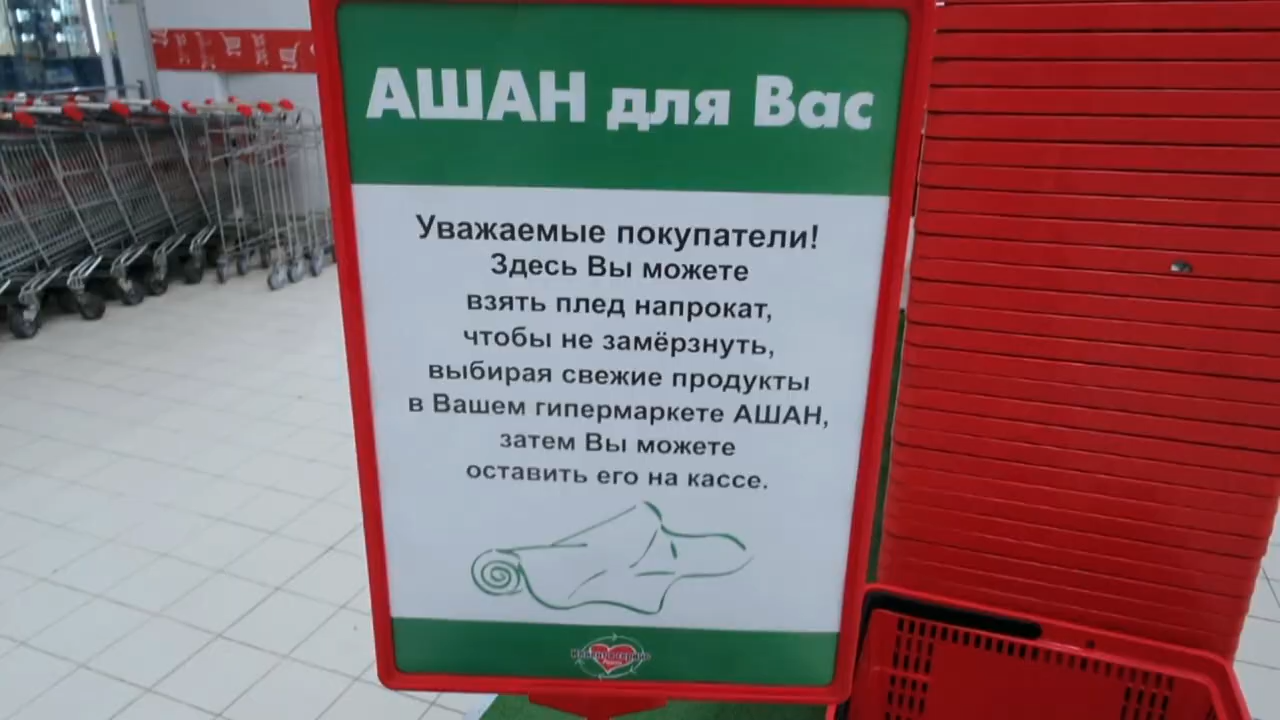 АШАН для Вас
Уважаемые покупатели!
Здесь Вы можете
взять плед напрокат,
чтобы не замёрзнуть,
выбирая свежие продукты
в Вашем гипермаркете АШАН,
затем Вы можете
оставить его на кассе.